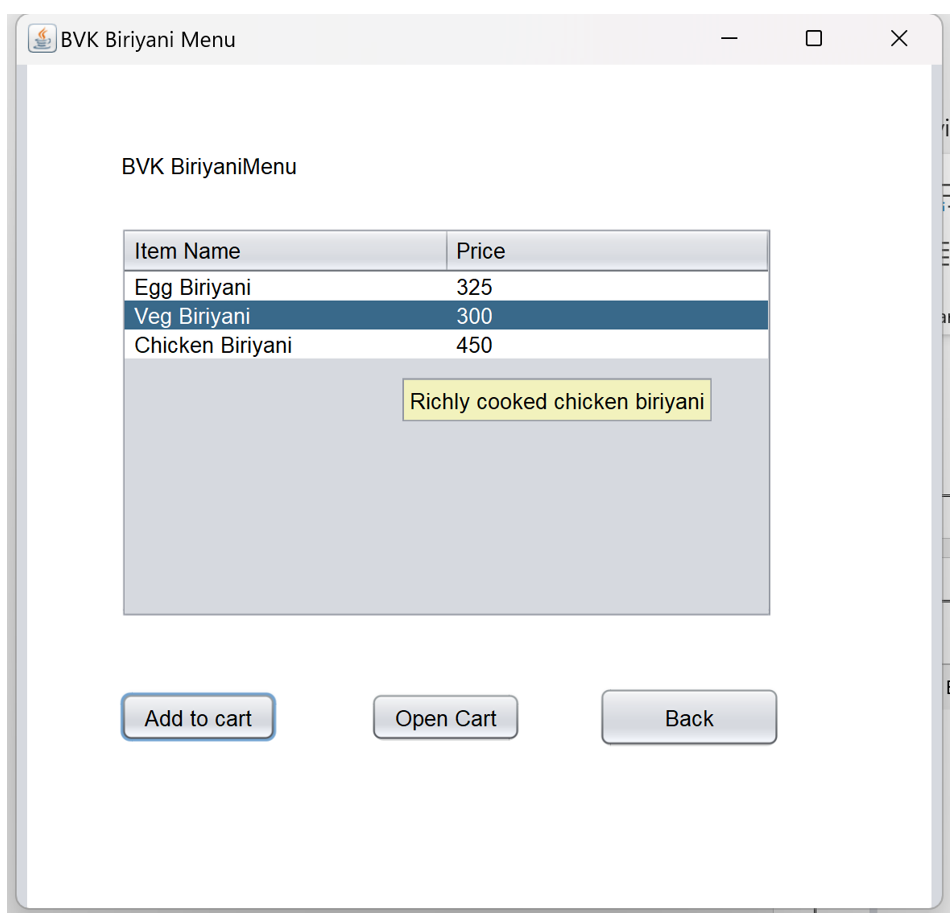 BVK Biriyani Menu
BVK BiriyaniMenu
Item Name Price
Egg Biriyani 325
Veg Biriyani 300
Chicken Biriyani 450
Richly cooked chicken biriyani
Add to cart Open Cart Back